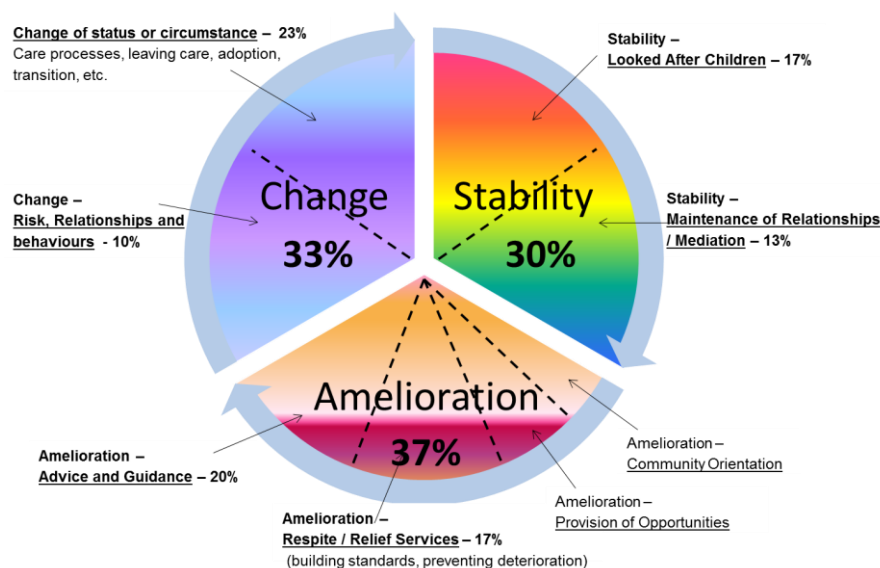 Change of status or circumstance – 23%
Care processes, leaving care, adoption,
transition, etc.
Stability –
Looked After Children – 17%
Change
33%
Stability
30%
Change –
Risk, Relationships and
behaviours - 10%
Stability –
Maintenance of Relationships
/ Mediation – 13%
Amelioration
37%
Amelioration –
Advice and Guidance – 20%
Amelioration –
Community Orientation
Amelioration –
Provision of Opportunities
Amelioration –
Respite / Relief Services – 17%
(building standards, preventing deterioration)